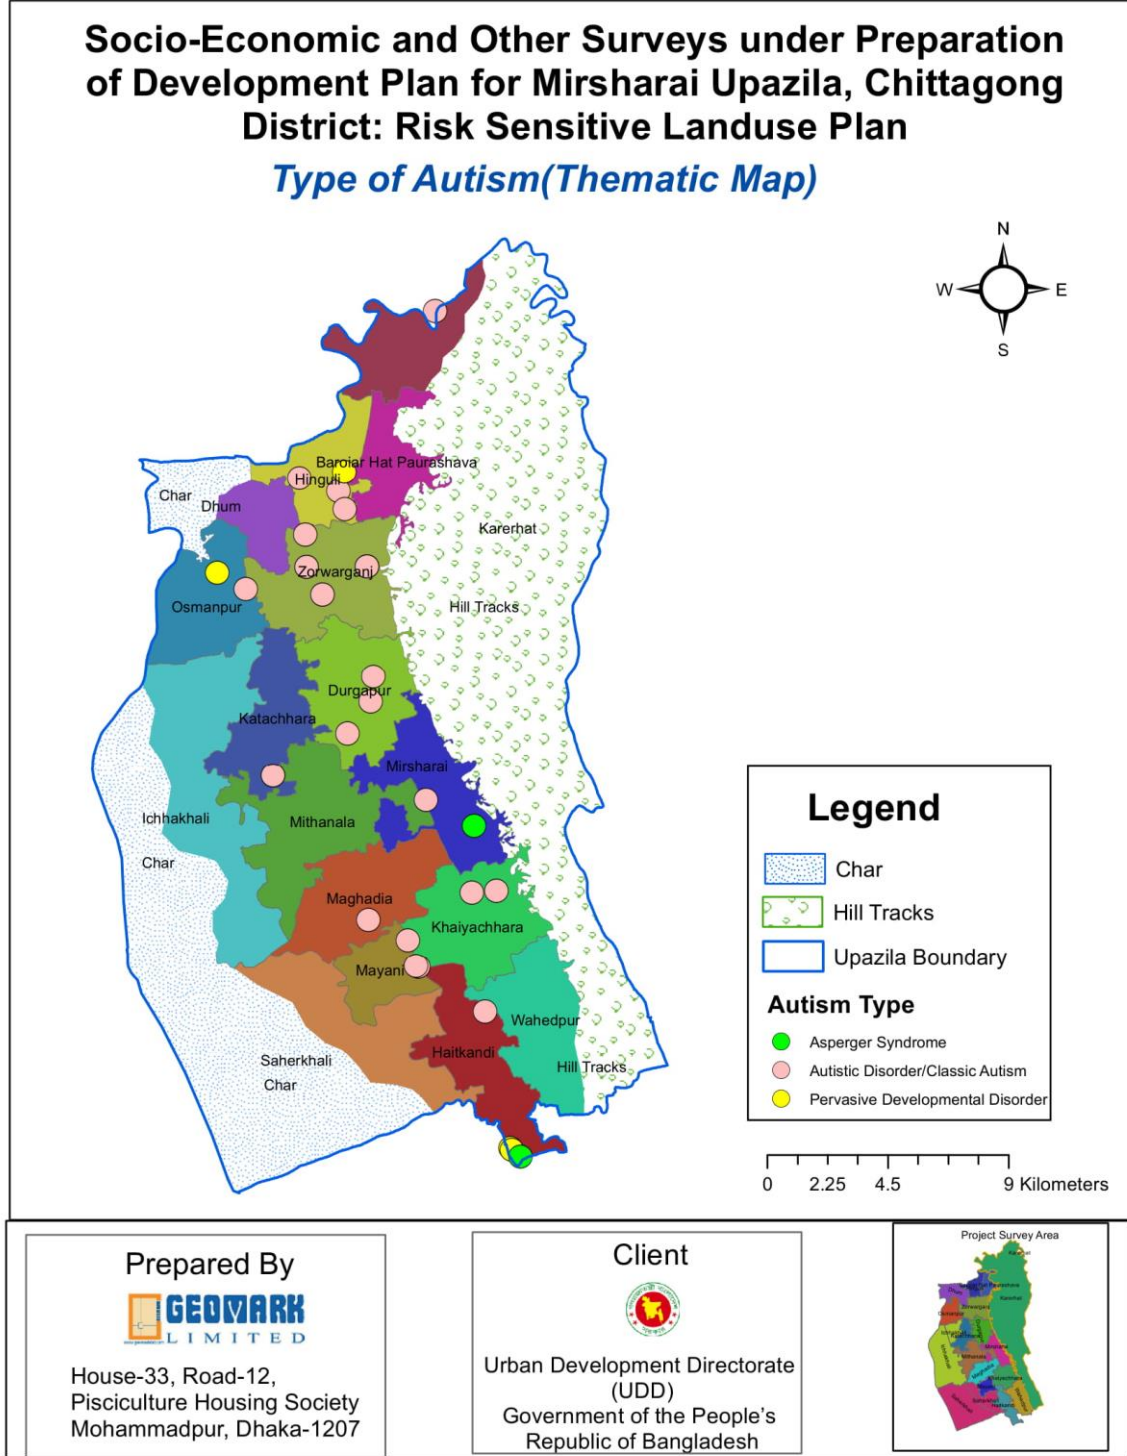 Socio-Economic and Other Surveys under Preparation
of Development Plan for Mirsharai Upazila, Chittagong
District: Risk Sensitive Landuse Plan
Type of Autism(Thematic Map)
N
W
E
S
Baroiar Hat Paurashava
Hinguli
Char
Dhum
Karerhat
Zorwarganj
Osmanpur
Hill Tracks
Durgapur
Katachhara
Mirsharai
Ichhakhali
Mithanala
Char
Maghadia
Khaiyachhara
Mayani
Wahedpur
Haitkandi
Saherkhali
Hill Tracks
Char
Legend
Char
Hill Tracks
Upazila Boundary
Autism Type
Asperger Syndrome
Autistic Disorder/Classic Autism
Pervasive Developmental Disorder
0 2.25 4.5 9 Kilometers
Prepared By
GEOMARK
LIMITED
House-33, Road-12,
Pisciculture Housing Society
Mohammadpur, Dhaka-1207
Client
Urban Development Directorate
(UDD)
Government of the People's
Republic of Bangladesh
Project Survey Area